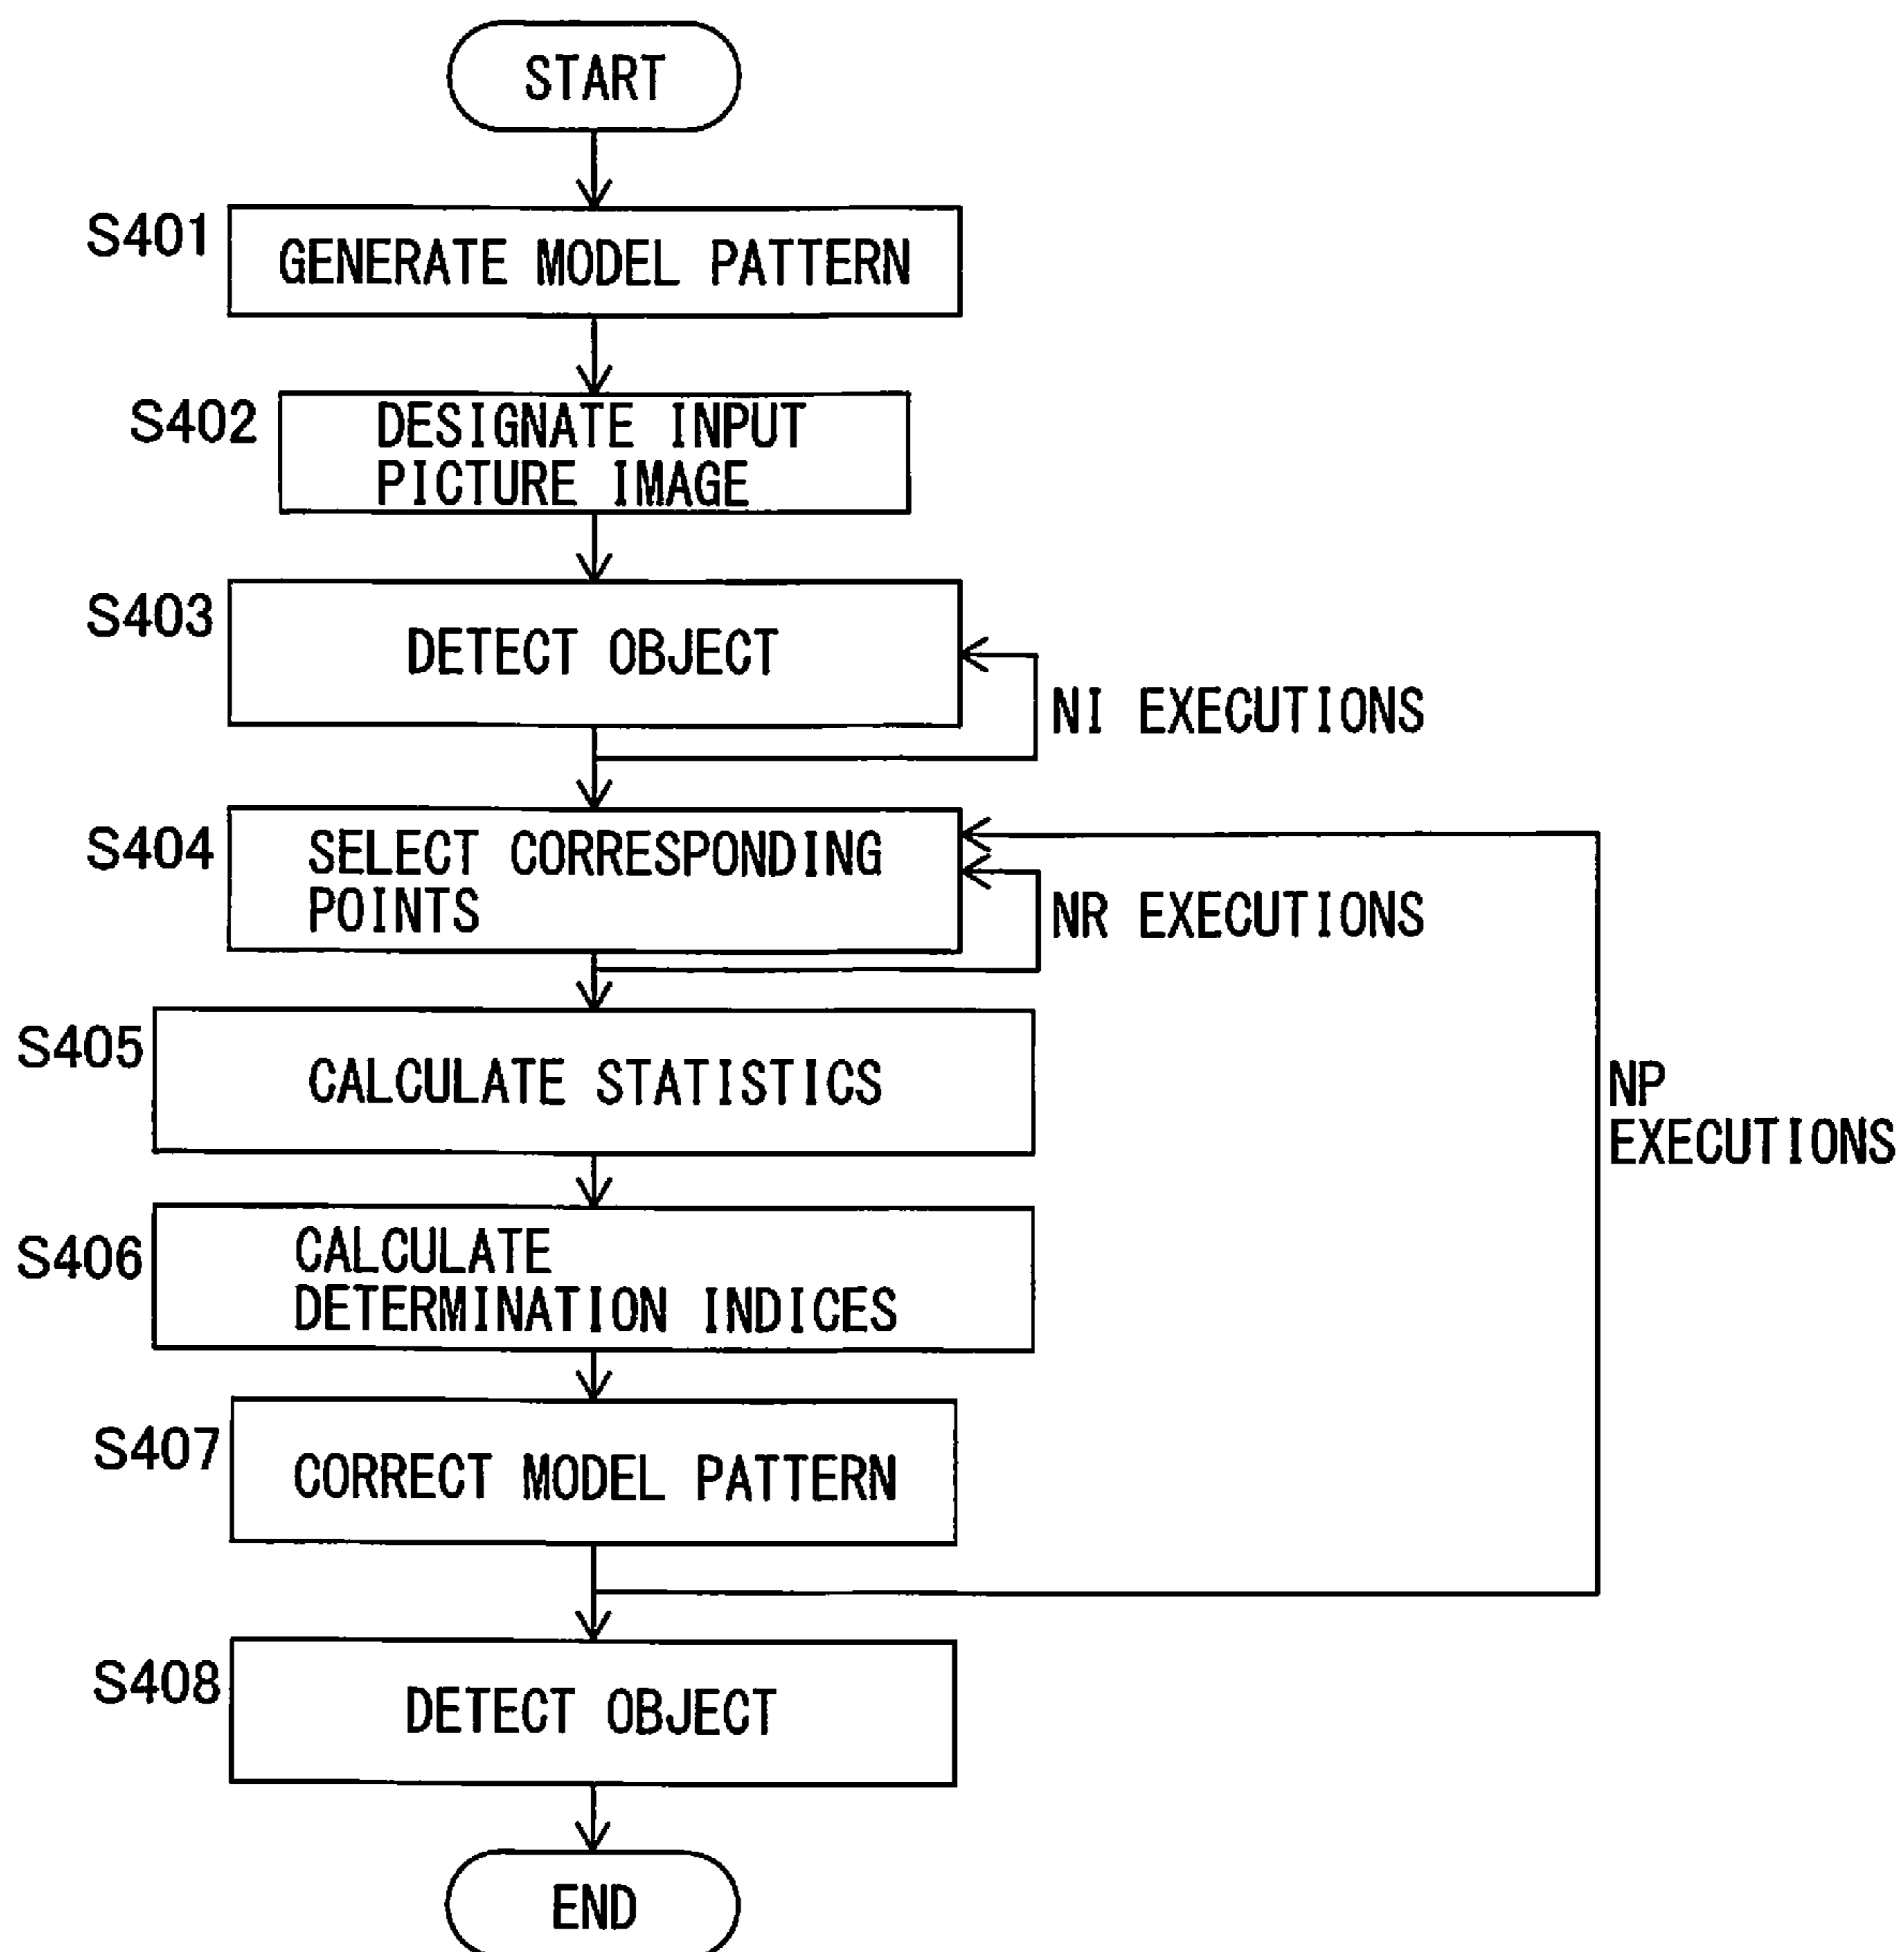 START
S401
GENERATE MODEL PATTERN
S402
DESIGNATE INPUT
PICTURE IMAGE
S403
DETECT OBJECT
NI EXECUTIONS
S404
SELECT CORRESPONDING
POINTS
NR EXECUTIONS
S405
CALCULATE STATISTICS
NP
EXECUTIONS
S406
CALCULATE
DETERMINATION INDICES
S407
CORRECT MODEL PATTERN
S408
DETECT OBJECT
END